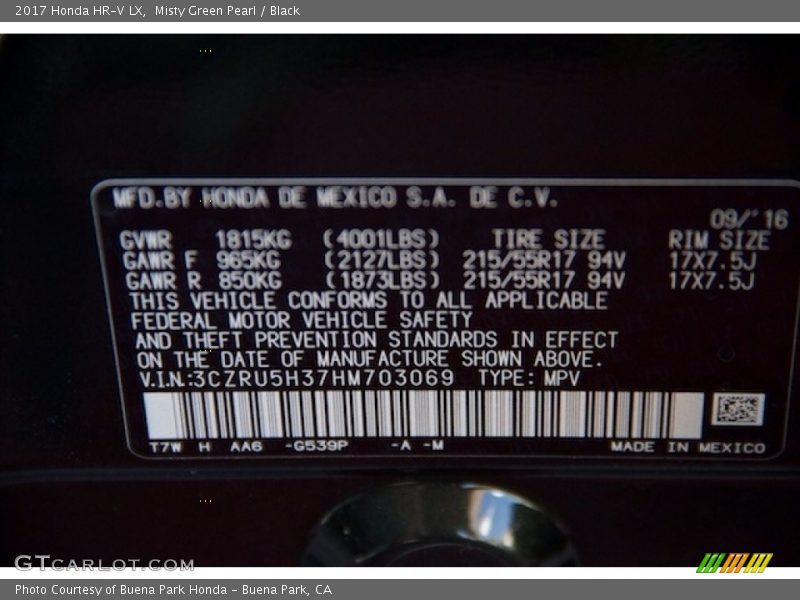 2017 Honda HR-V LX, Misty Green Pearl / Black
MFD.BY HONDA DE MEXICO S.A. DE C.V.
09/'16
GVWR 1815KG (4001LBS) TIRE SIZE RIM SIZE
GAWR F 965KG (2127LBS) 215/55R17 94V 17X7.5J
GAWR R 850KG (1873LBS) 215/55R17 94V 17X7.5J
THIS VEHICLE CONFORMS TO ALL APPLICABLE
FEDERAL MOTOR VEHICLE SAFETY
AND THEFT PREVENTION STANDARDS IN EFFECT
ON THE DATE OF MANUFACTURE SHOWN ABOVE.
V.I.N:3CZRU5H37HM703069 TYPE: MPV
T7W H AA6 -G539P -A -M MADE IN MEXICO
GTCARLOT.COM
Photo Courtesy of Buena Park Honda - Buena Park, CA